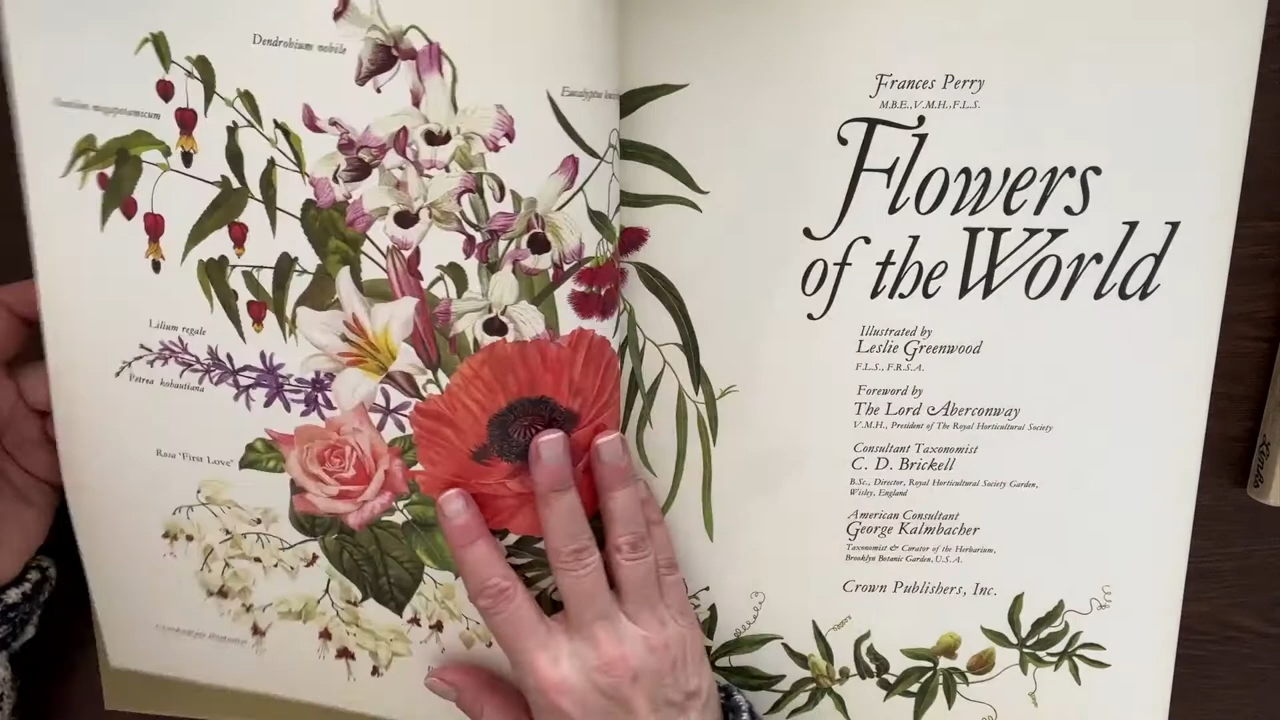 Dendrobium nobile
Eucalyptus
megapotamicum
Lilium regale
Petrea kohautiana
Rosa 'First Love'
Frances Perry
M.B.E., V.M.H., F.L.S.
Flowers
of the World
Illustrated by
Leslie Greenwood
F.L.S., F.R.S.A.
Foreword by
The Lord Aberconway
V.M.H., President of The Royal Horticultural Society
Consultant Taxonomist
C. D. Brickell
B.Sc., Director, Royal Horticultural Society Garden,
Wisley, England
American Consultant
George Kalmbacher
Taxonomist & Curator of the Herbarium,
Brooklyn Botanic Garden, U.S.A.
Crown Publishers, Inc.